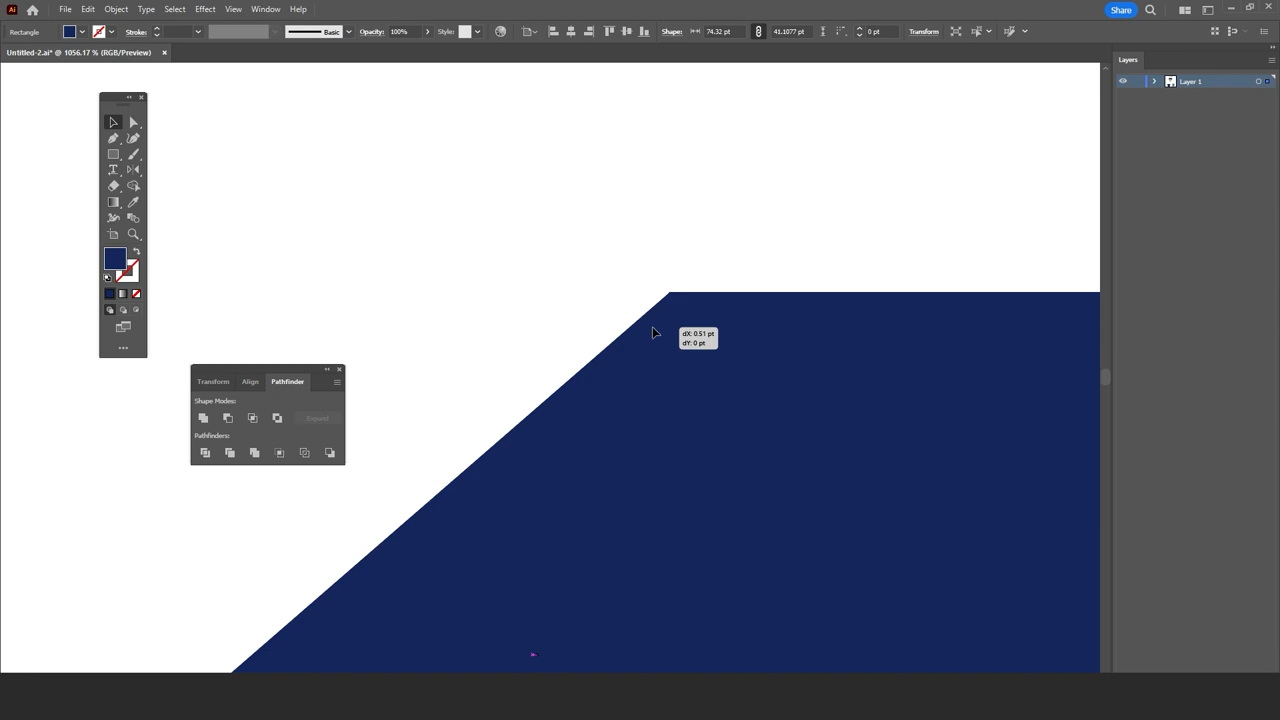 Ai File Edit Object Type Select Effect View Window Help Share
Rectangle Stroke: Basic Opacity: 100% Style: Shape: 74.32 pt 41.1077 pt 0 pt Transform
Untitled-2.ai* @ 1056.17 % (RGB/Preview) ×
Layers
Layer 1
dX: 0.51 pt
dY: 0 pt
Transform Align Pathfinder
Shape Modes:
Expand
Pathfinders: